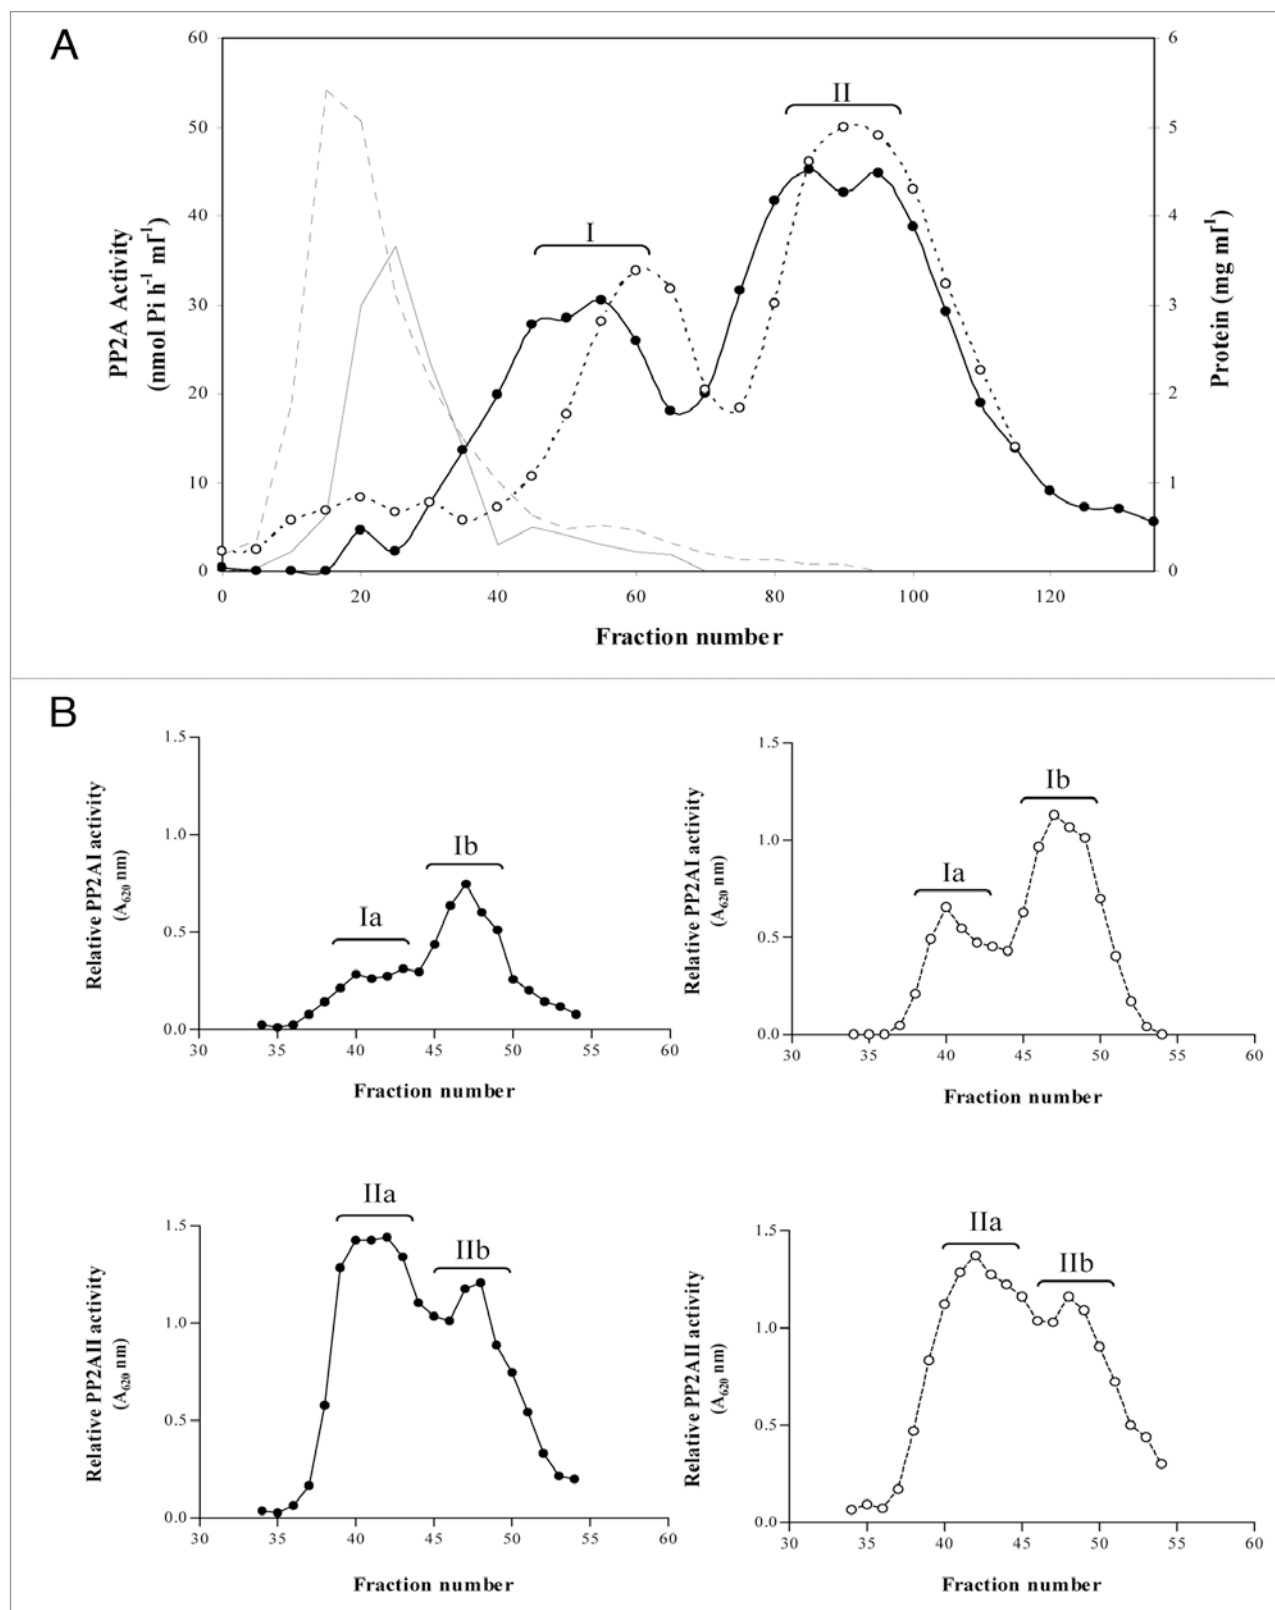 A
60
50
40
30
20
10
0
PP2A Activity
(nmol Pi h⁻¹ ml⁻¹)
I
II
6
5
4
3
2
1
0
Protein (mg ml⁻¹)
0 20 40 60 80 100 120
Fraction number
B
1.5
1.0
0.5
0.0
Relative PP2AI activity
(A₆₂₀ nm)
Ia
Ib
30 35 40 45 50 55 60
Fraction number
1.5
1.0
0.5
0.0
Relative PP2AI activity
(A₆₂₀ nm)
Ia
Ib
30 35 40 45 50 55 60
Fraction number
1.5
1.0
0.5
0.0
Relative PP2AII activity
(A₆₂₀ nm)
IIa
IIb
30 35 40 45 50 55 60
Fraction number
1.5
1.0
0.5
0.0
Relative PP2AII activity
(A₆₂₀ nm)
IIa
IIb
30 35 40 45 50 55 60
Fraction number